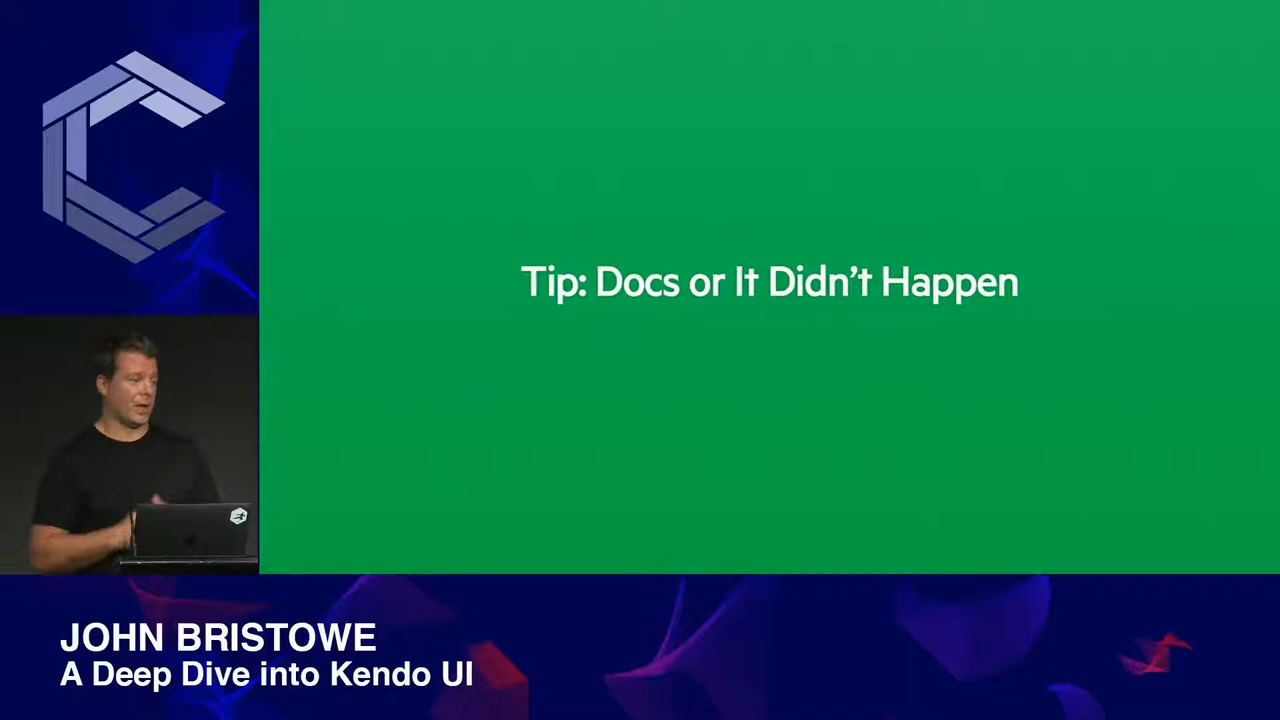 Tip: Docs or It Didn’t Happen
JOHN BRISTOWE
A Deep Dive into Kendo UI